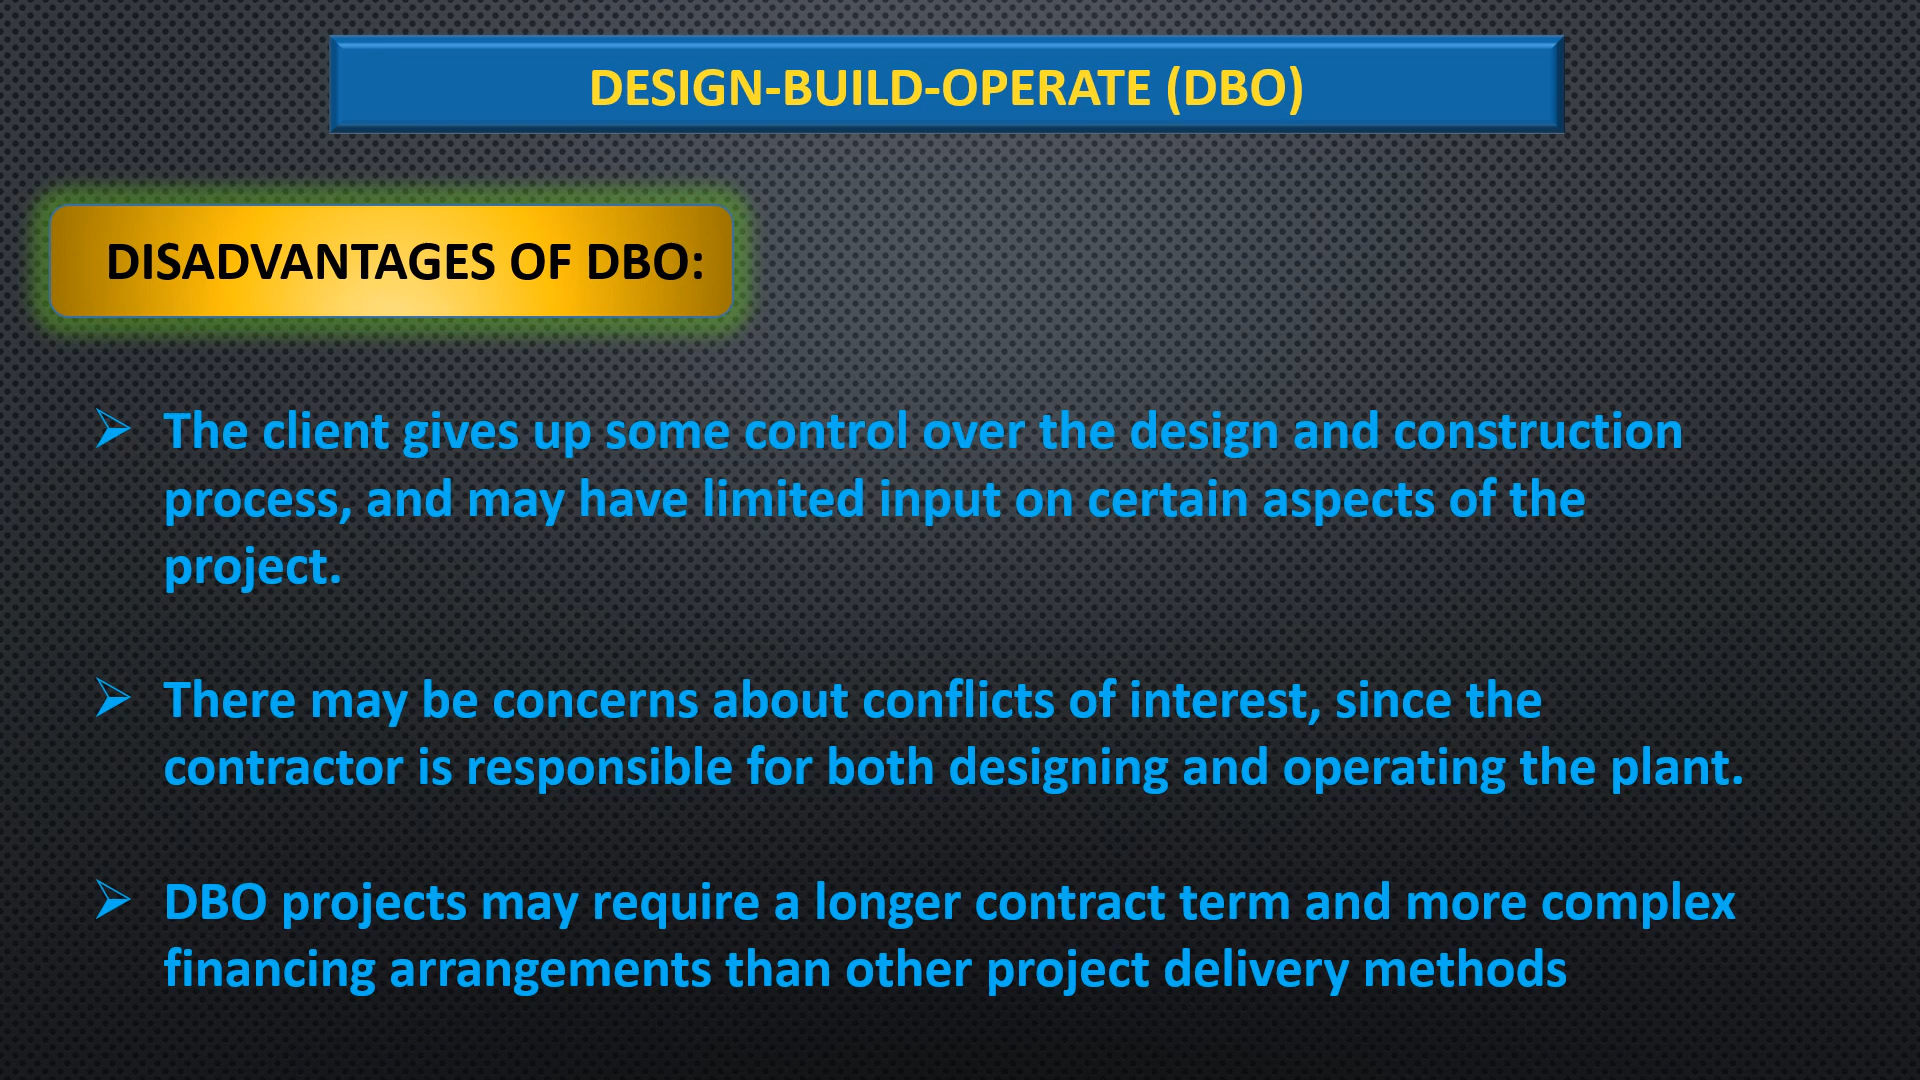 DESIGN-BUILD-OPERATE (DBO)
DISADVANTAGES OF DBO:
➢ The client gives up some control over the design and construction
process, and may have limited input on certain aspects of the
project.
➢ There may be concerns about conflicts of interest, since the
contractor is responsible for both designing and operating the plant.
➢ DBO projects may require a longer contract term and more complex
financing arrangements than other project delivery methods